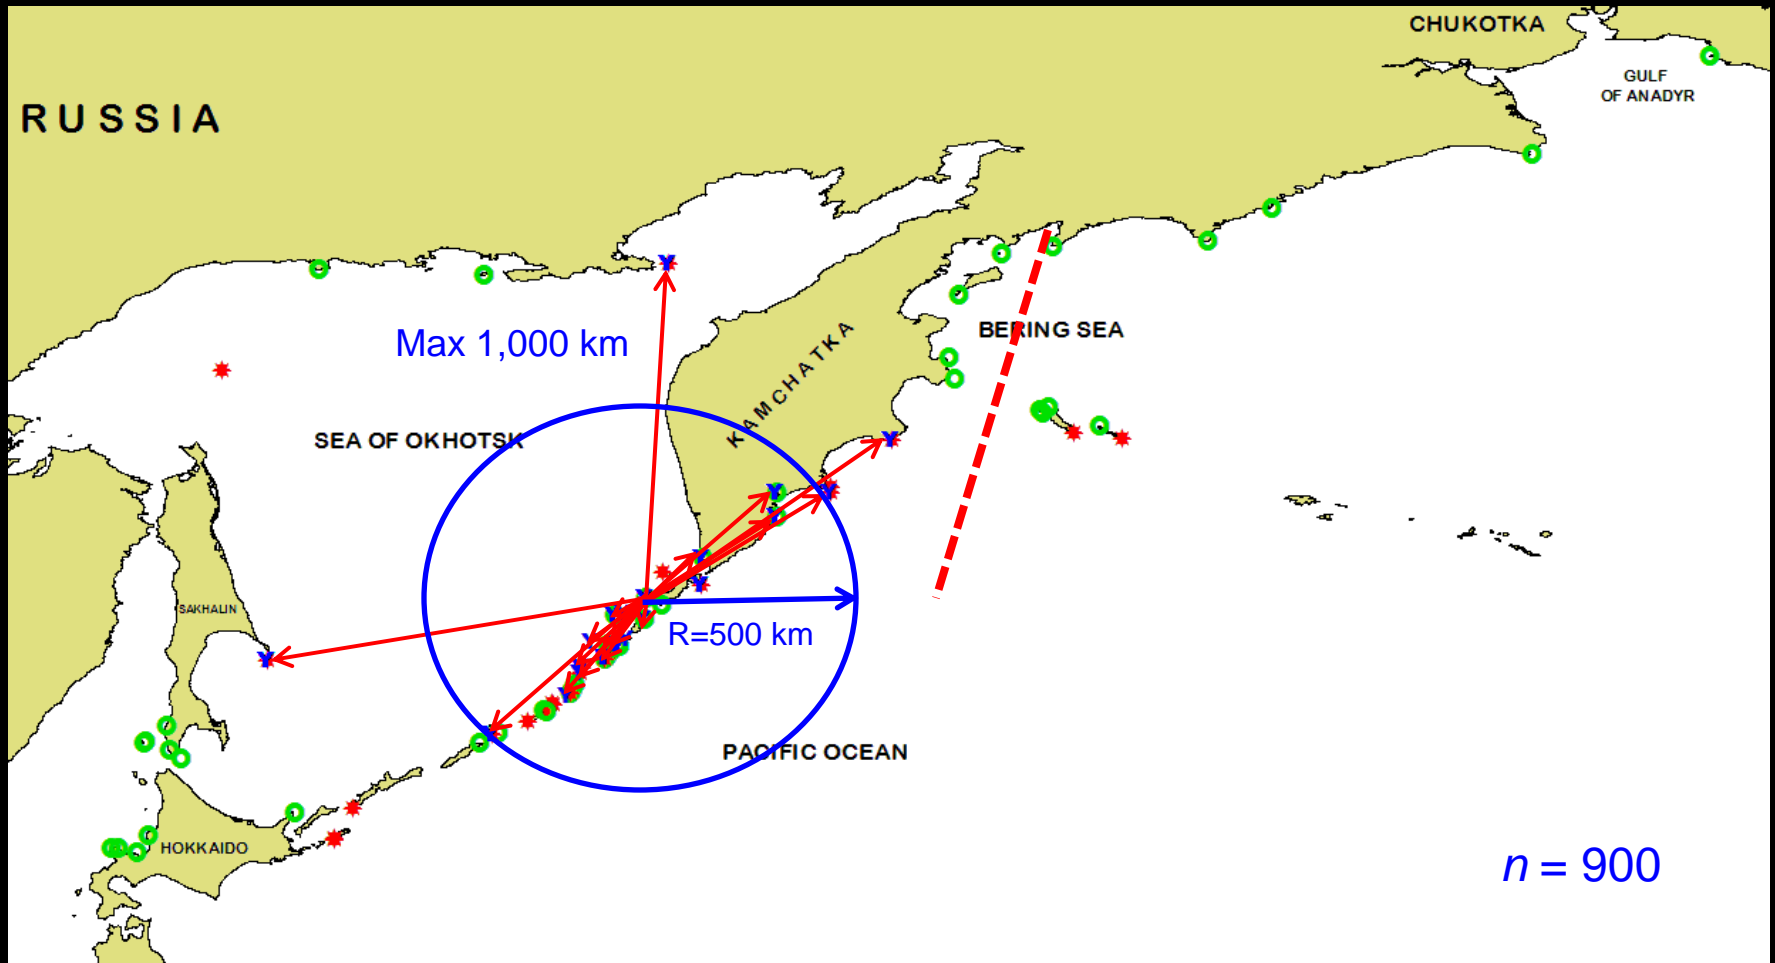 CHUKOTKA
GULF
OF ANADYR
RUSSIA
Max 1,000 km
BERING SEA
KAMCHATKA
SEA OF OKHOTSK
SAKHALIN
R=500 km
PACIFIC OCEAN
HOKKAIDO
n = 900